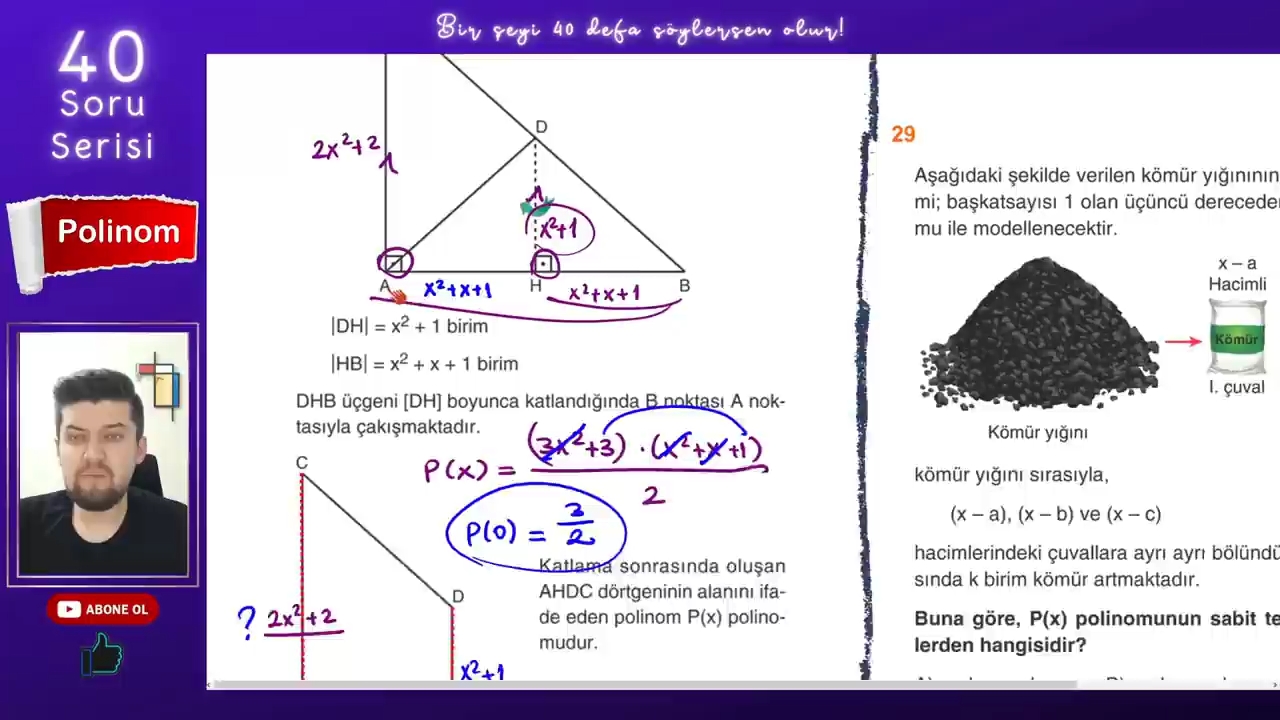 Bir şeyi 40 defa söylersen olur!
40
Soru
Serisi
Polinom
ABONE OL
D
2x²+2
x²+1
A
H
B
x²+x+1
x²+x+1
|DH| = x² + 1 birim
|HB| = x² + x + 1 birim
DHB üçgeni [DH] boyunca katlandığında B noktası A nok-
tasıyla çakışmaktadır.
P(x) = (3x²+3) · (x²+x+1)
2
P(0) = 3/2
C
D
? 2x²+2
x²+1
Katlama sonrasında oluşan
AHDC dörtgeninin alanını ifa-
de eden polinom P(x) polino-
mudur.
29
Aşağıdaki şekilde verilen kömür yığınının
mi; başkatsayısı 1 olan üçüncü dereceden
mu ile modellenecektir.
x – a
Hacimli
Kömür
I. çuval
Kömür yığını
kömür yığını sırasıyla,
(x – a), (x – b) ve (x – c)
hacimlerindeki çuvallara ayrı ayrı bölündü
sında k birim kömür artmaktadır.
Buna göre, P(x) polinomunun sabit te
lerden hangisidir?